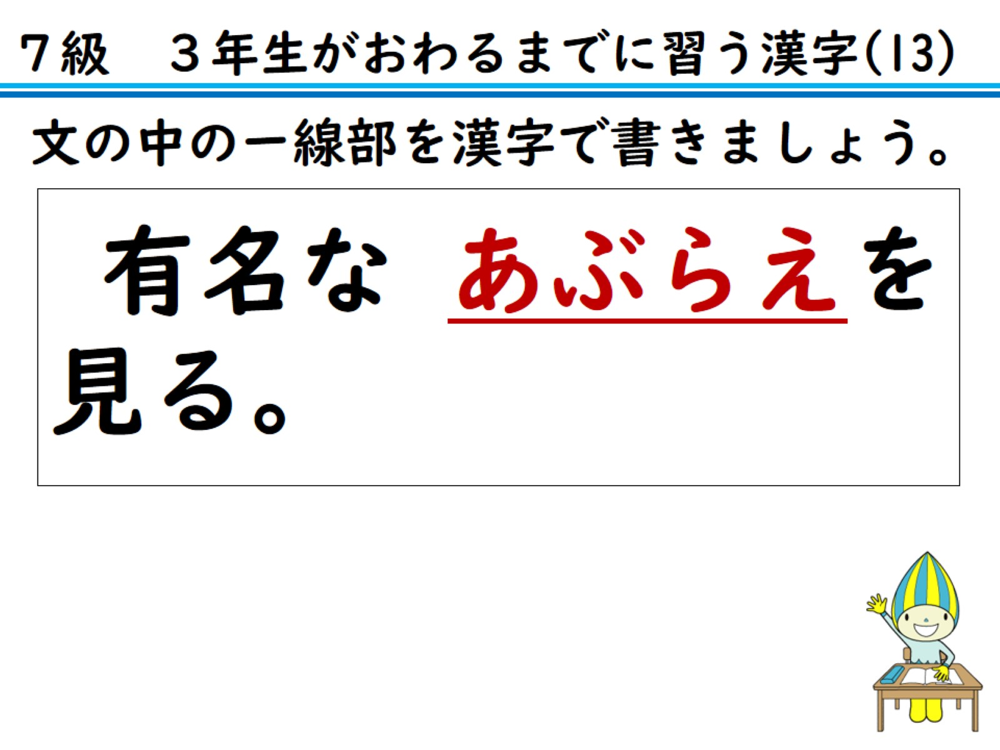 ７級　３年生がおわるまでに習う漢字(13)
文の中の一線部を漢字で書きましょう。
有名な あぶらえを
見る。